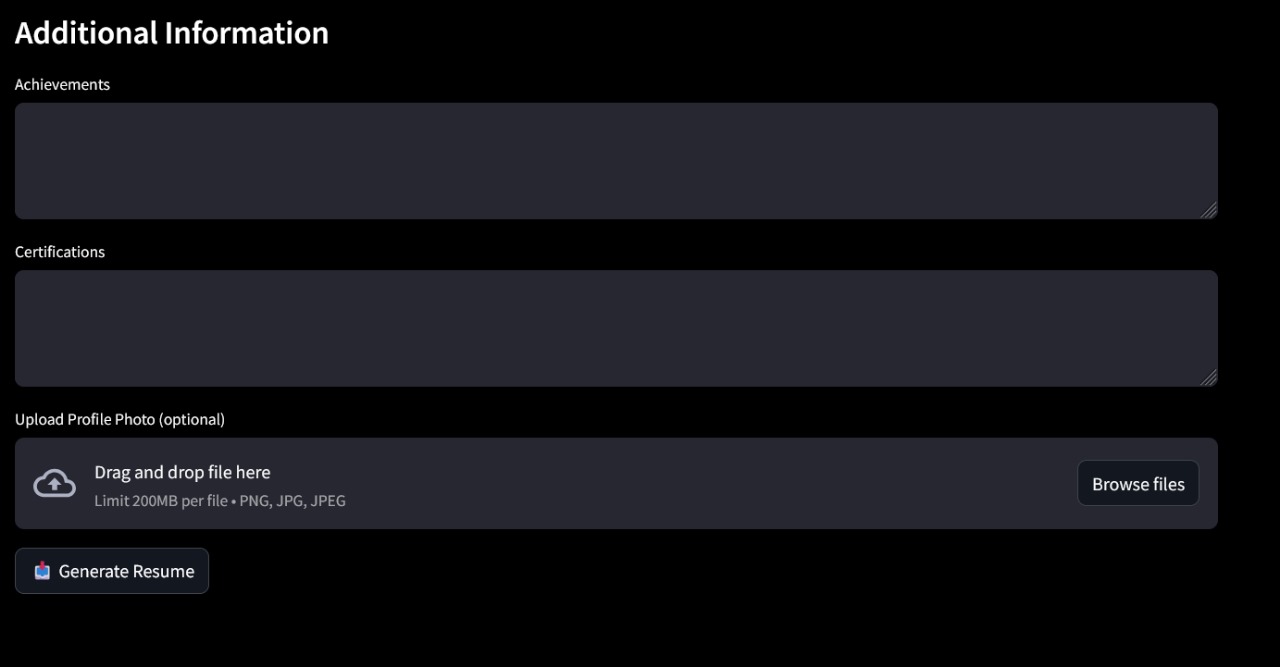 Additional Information
Achievements
Certifications
Upload Profile Photo (optional)
Drag and drop file here
Limit 200MB per file • PNG, JPG, JPEG
Browse files
Generate Resume